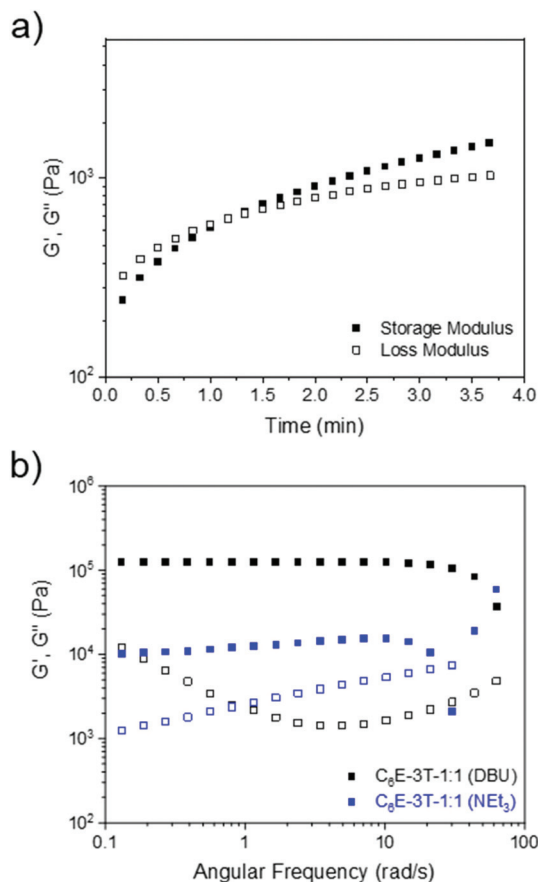 a)
G', G'' (Pa)
10³
10²
0.0 0.5 1.0 1.5 2.0 2.5 3.0 3.5 4.0
Time (min)
Storage Modulus
Loss Modulus
b)
G', G'' (Pa)
10⁶
10⁵
10⁴
10³
10²
0.1 1 10 100
Angular Frequency (rad/s)
C₆E-3T-1:1 (DBU)
C₆E-3T-1:1 (NEt₃)